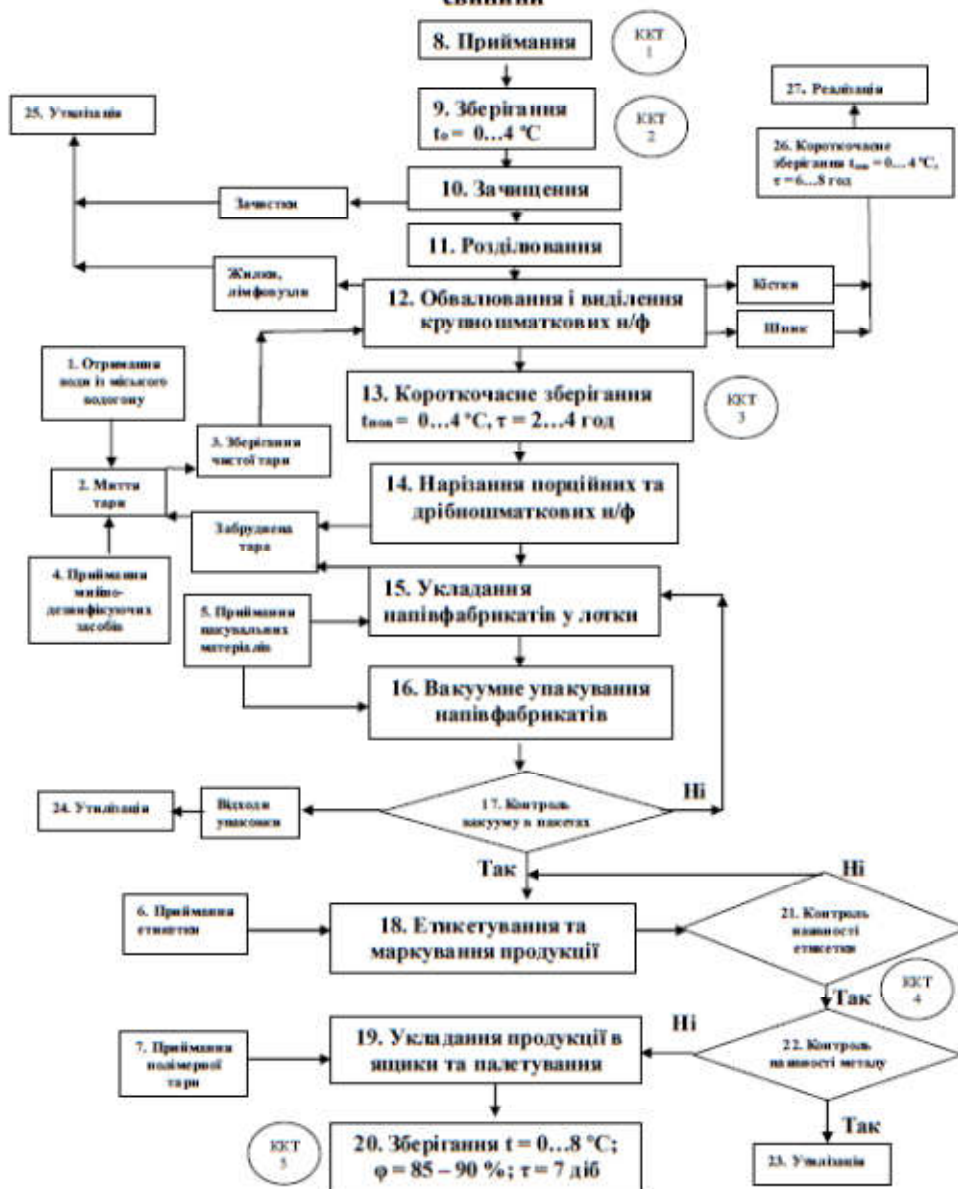 свинини
8. Приймання
ККТ
1
27. Реалізація
25. Утилізація
9. Зберігання
tо = 0...4 °C
ККТ
2
26. Короткочасне
зберігання tпов = 0...4 °C,
τ = 6...8 год
10. Зачищення
Зачистки
11. Розділювання
Жилки,
лімфовузли
12. Обвалювання і виділення
крупношматкових н/ф
Кістки
Шпик
1. Отримання
води із міського
водогону
13. Короткочасне зберігання
tпов = 0...4 °C, τ = 2...4 год
ККТ
3
3. Зберігання
чистої тари
2. Миття
тари
14. Нарізання порційних та
дрібношматкових н/ф
Забруднена
тара
4. Приймання
мийно-
дезинфікуючих
засобів
15. Укладання
напівфабрикатів у лотки
5. Приймання
пакувальних
матеріалів
16. Вакуумне упакування
напівфабрикатів
Ні
24. Утилізація
Відходи
упаковки
17. Контроль
вакууму в пакетах
Так
Ні
6. Приймання
етикетки
18. Етикетування та
маркування продукції
21. Контроль
наявності
етикетки
ККТ
4
Так
7. Приймання
полімерної
тари
19. Укладання продукції в
ящики та палетування
Ні
22. Контроль
наявності металу
Так
ККТ
5
20. Зберігання t = 0...8 °C;
φ = 85 – 90 %; τ = 7 діб
23. Утилізація